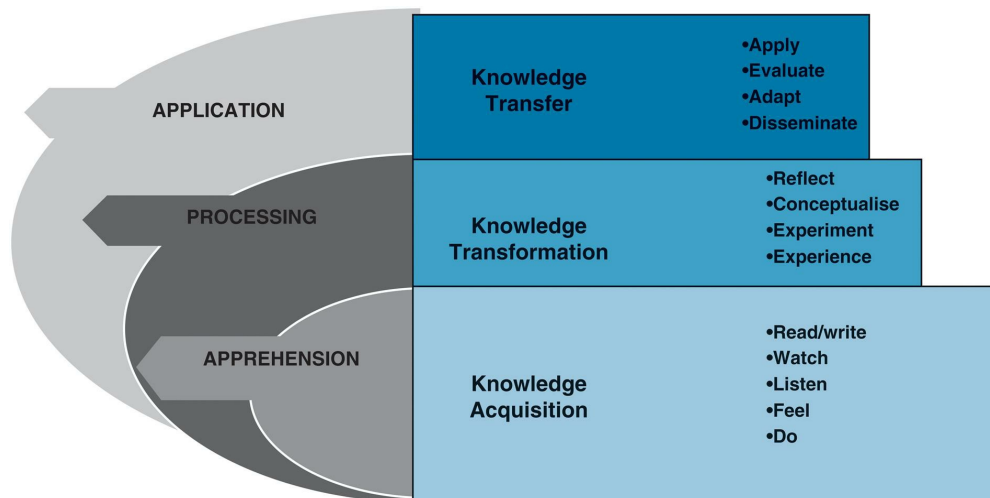 APPLICATION
Knowledge
Transfer
•Apply
•Evaluate
•Adapt
•Disseminate
PROCESSING
Knowledge
Transformation
•Reflect
•Conceptualise
•Experiment
•Experience
APPREHENSION
Knowledge
Acquisition
•Read/write
•Watch
•Listen
•Feel
•Do